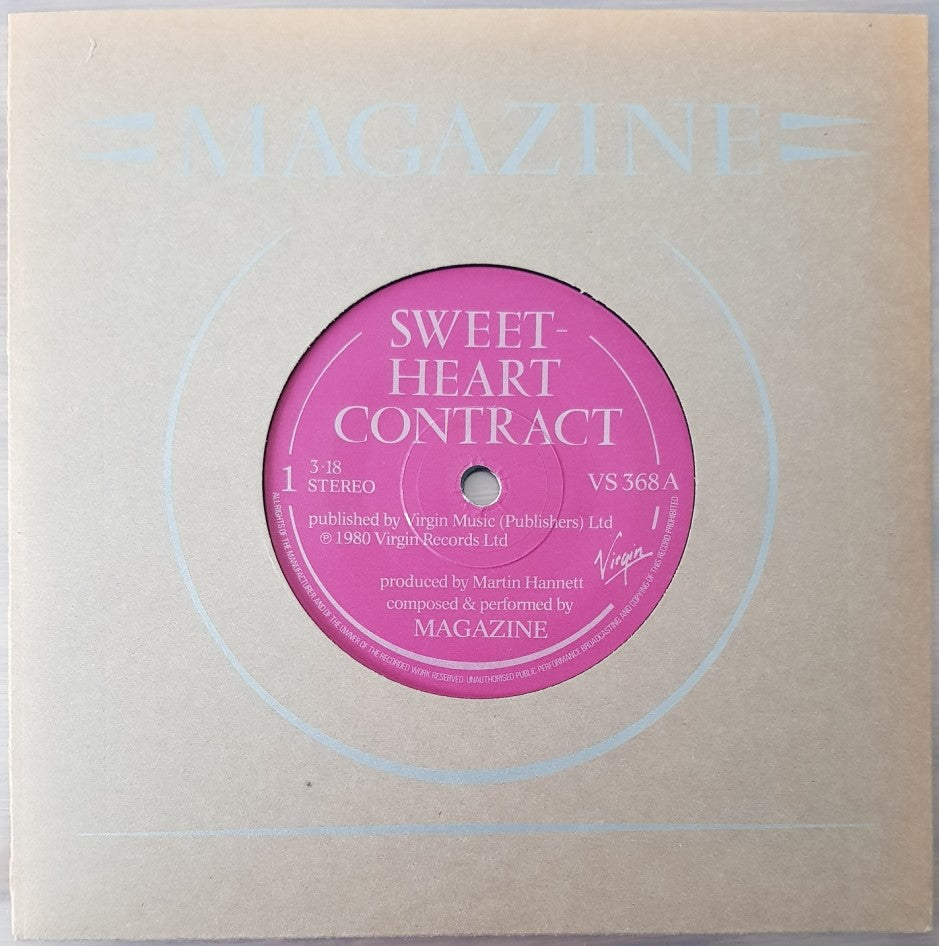 MAGAZINE
SWEET-
HEART
CONTRACT
1
3·18
STEREO
VS 368A
published by Virgin Music (Publishers) Ltd
℗ 1980 Virgin Records Ltd
Virgin
produced by Martin Hannett
composed & performed by
MAGAZINE
ALL RIGHTS OF THE MANUFACTURER AND OF THE OWNER OF THE RECORDED WORK RESERVED · UNAUTHORISED PUBLIC PERFORMANCE BROADCASTING AND COPYING OF THIS RECORD PROHIBITED